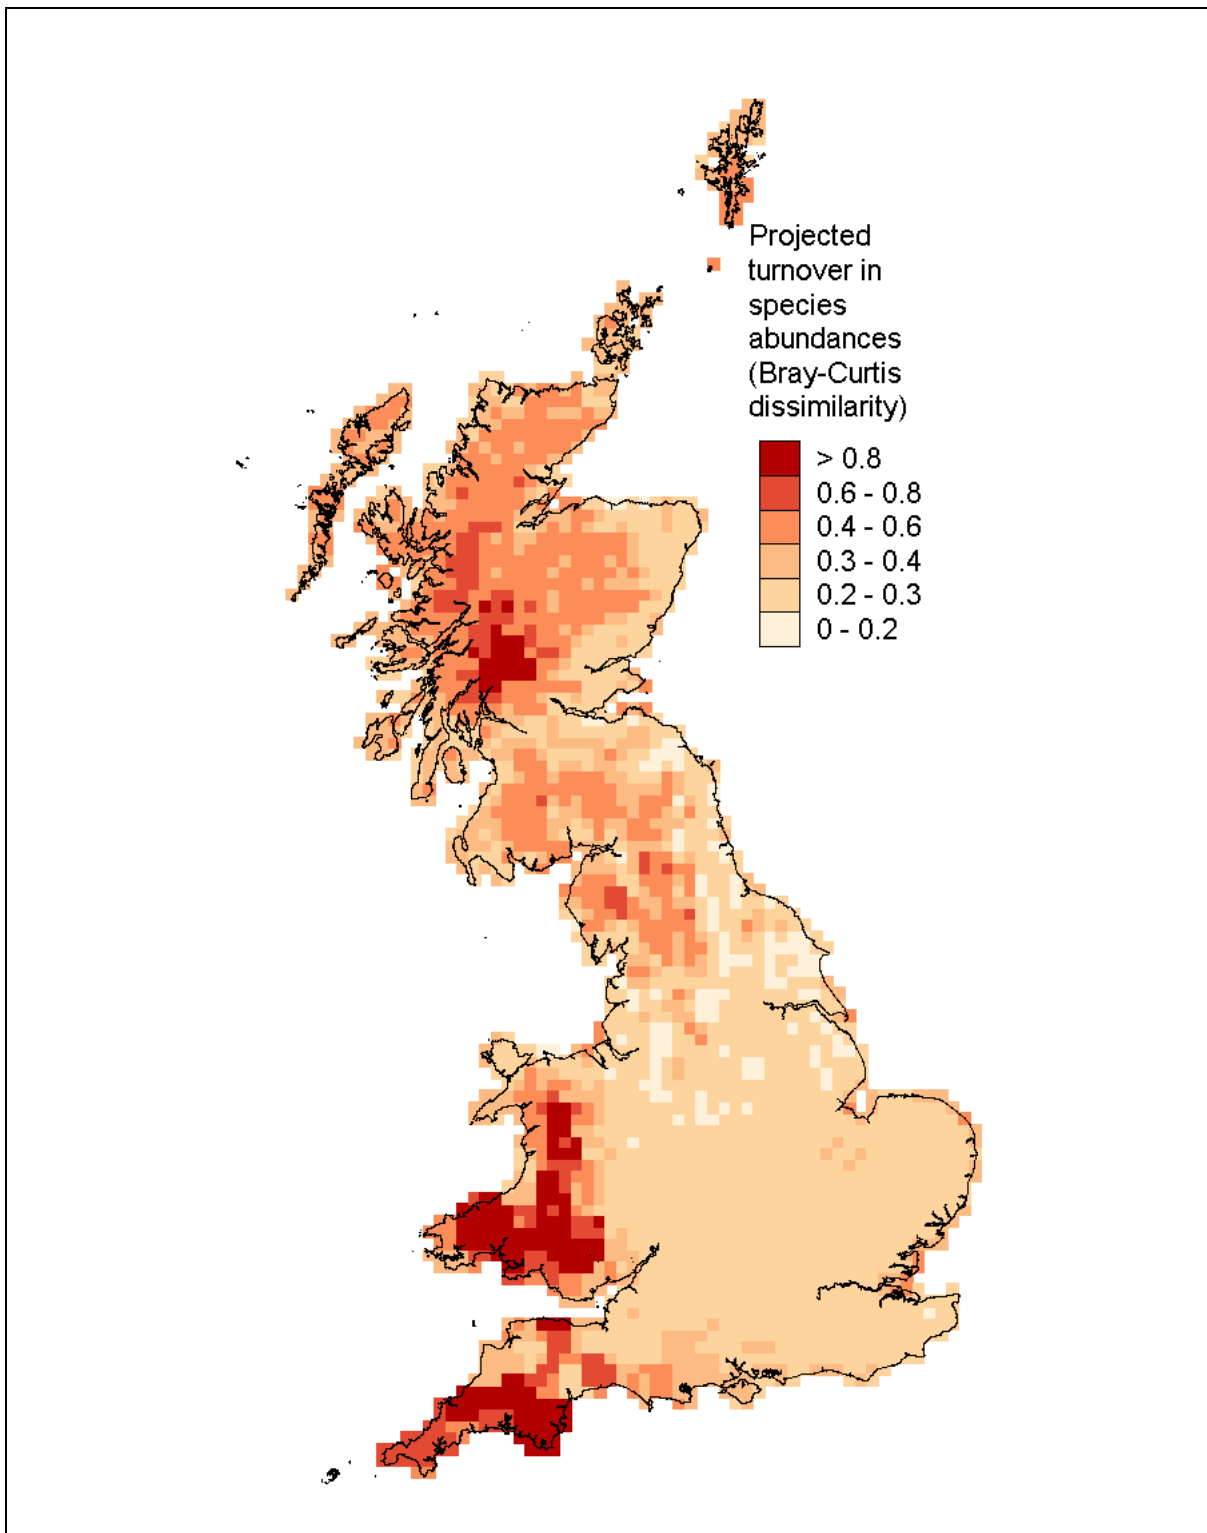 Projected
turnover in
species
abundances
(Bray-Curtis
dissimilarity)
> 0.8
0.6 - 0.8
0.4 - 0.6
0.3 - 0.4
0.2 - 0.3
0 - 0.2